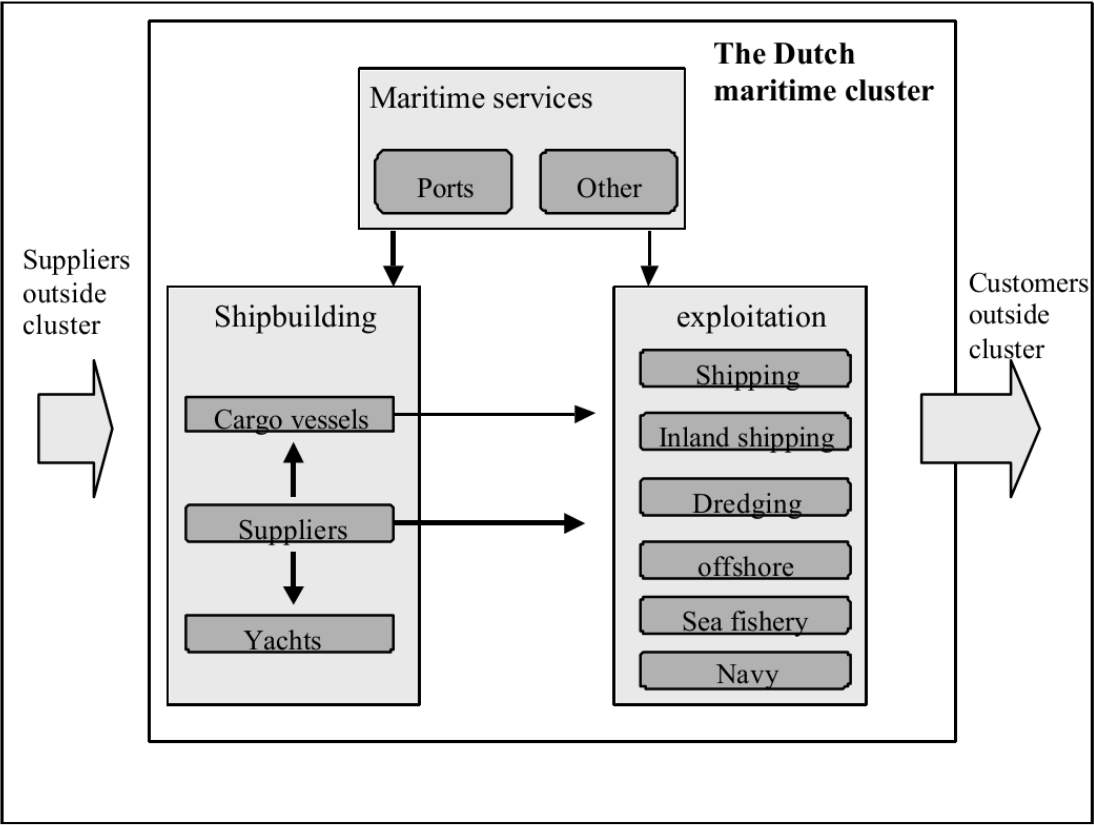 The Dutch
maritime cluster
Maritime services
Ports
Other
Suppliers
outside
cluster
Shipbuilding
Cargo vessels
Suppliers
Yachts
exploitation
Shipping
Inland shipping
Dredging
offshore
Sea fishery
Navy
Customers
outside
cluster